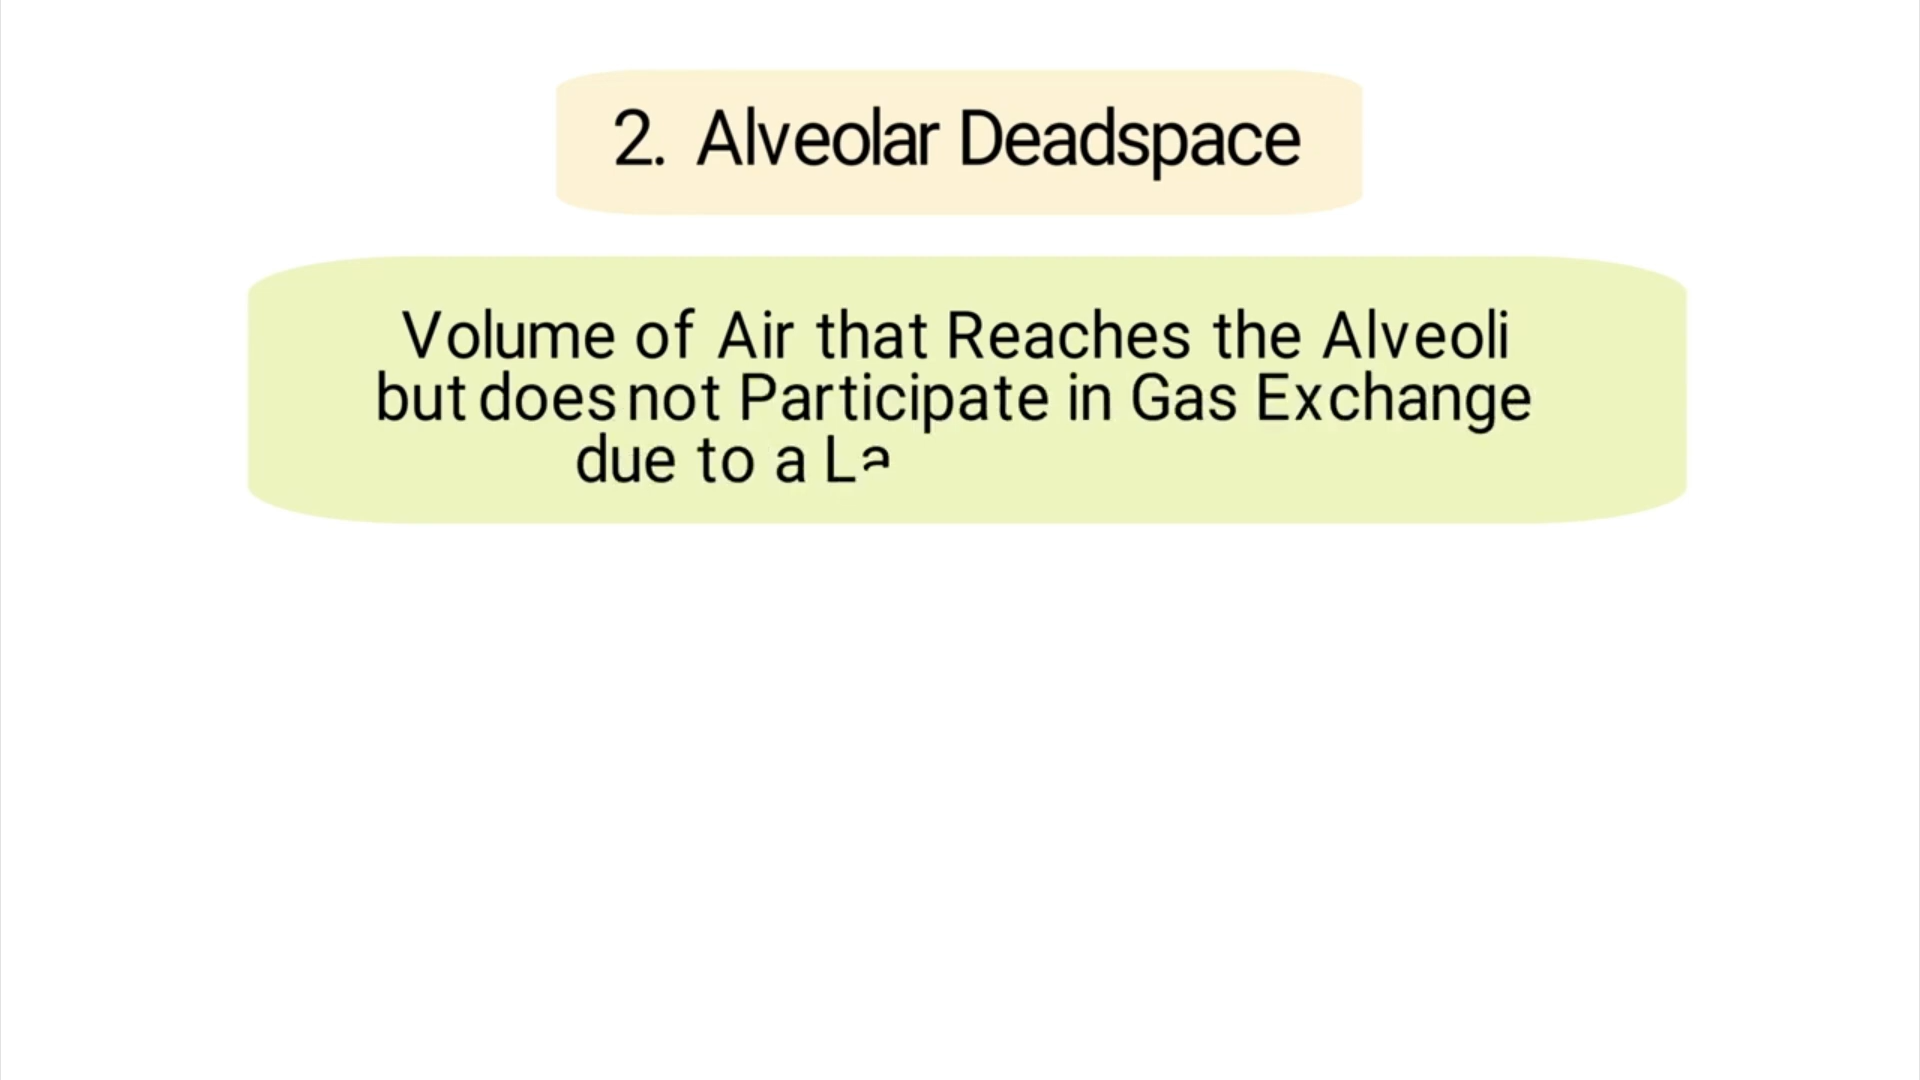 2. Alveolar Deadspace
Volume of Air that Reaches the Alveoli
but does not Participate in Gas Exchange
due to a La